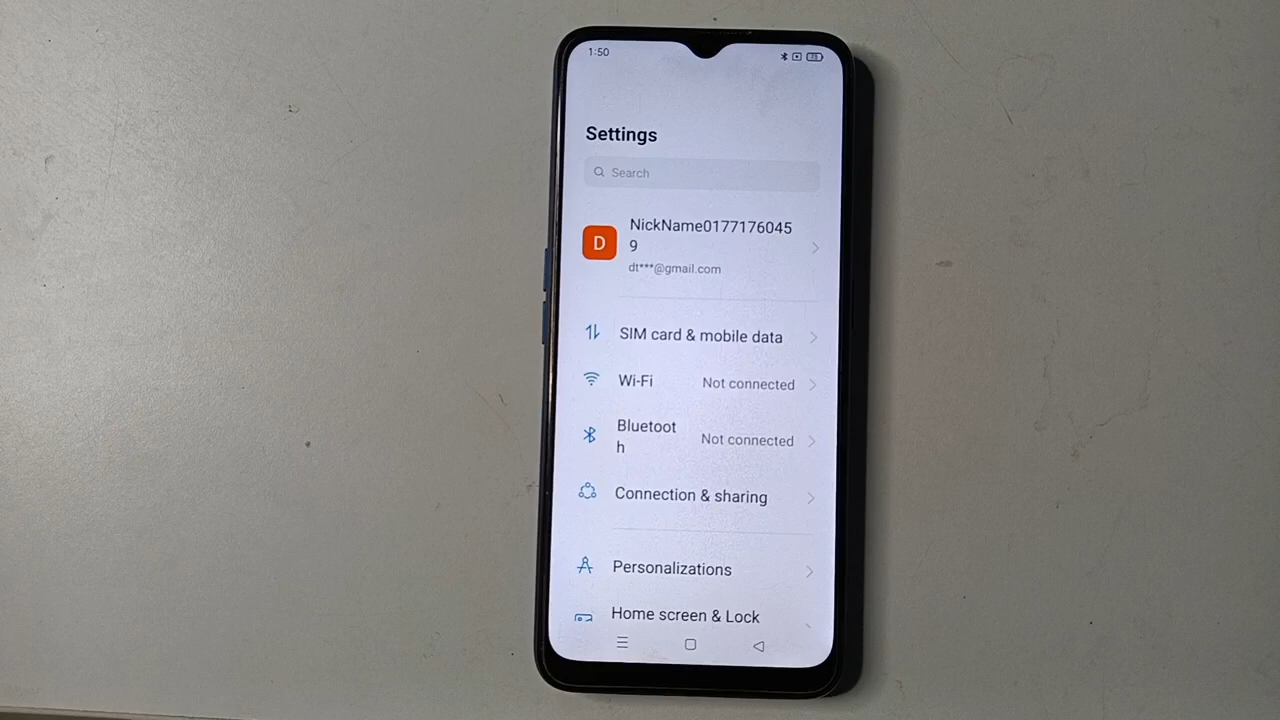 1:50
Settings
Search
D
NickName0177176045
9
dt***@gmail.com
SIM card & mobile data
Wi-Fi Not connected
Bluetoot
h
Not connected
Connection & sharing
Personalizations
Home screen & Lock